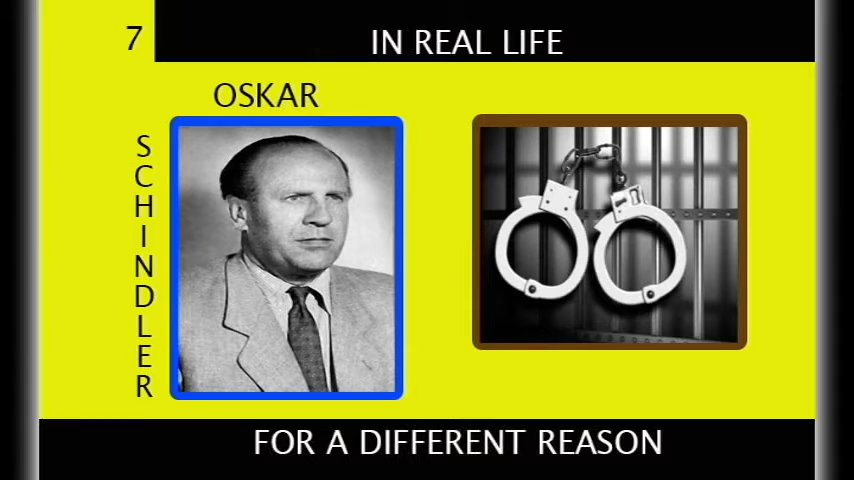 7
IN REAL LIFE
OSKAR
SCHINDLER
FOR A DIFFERENT REASON